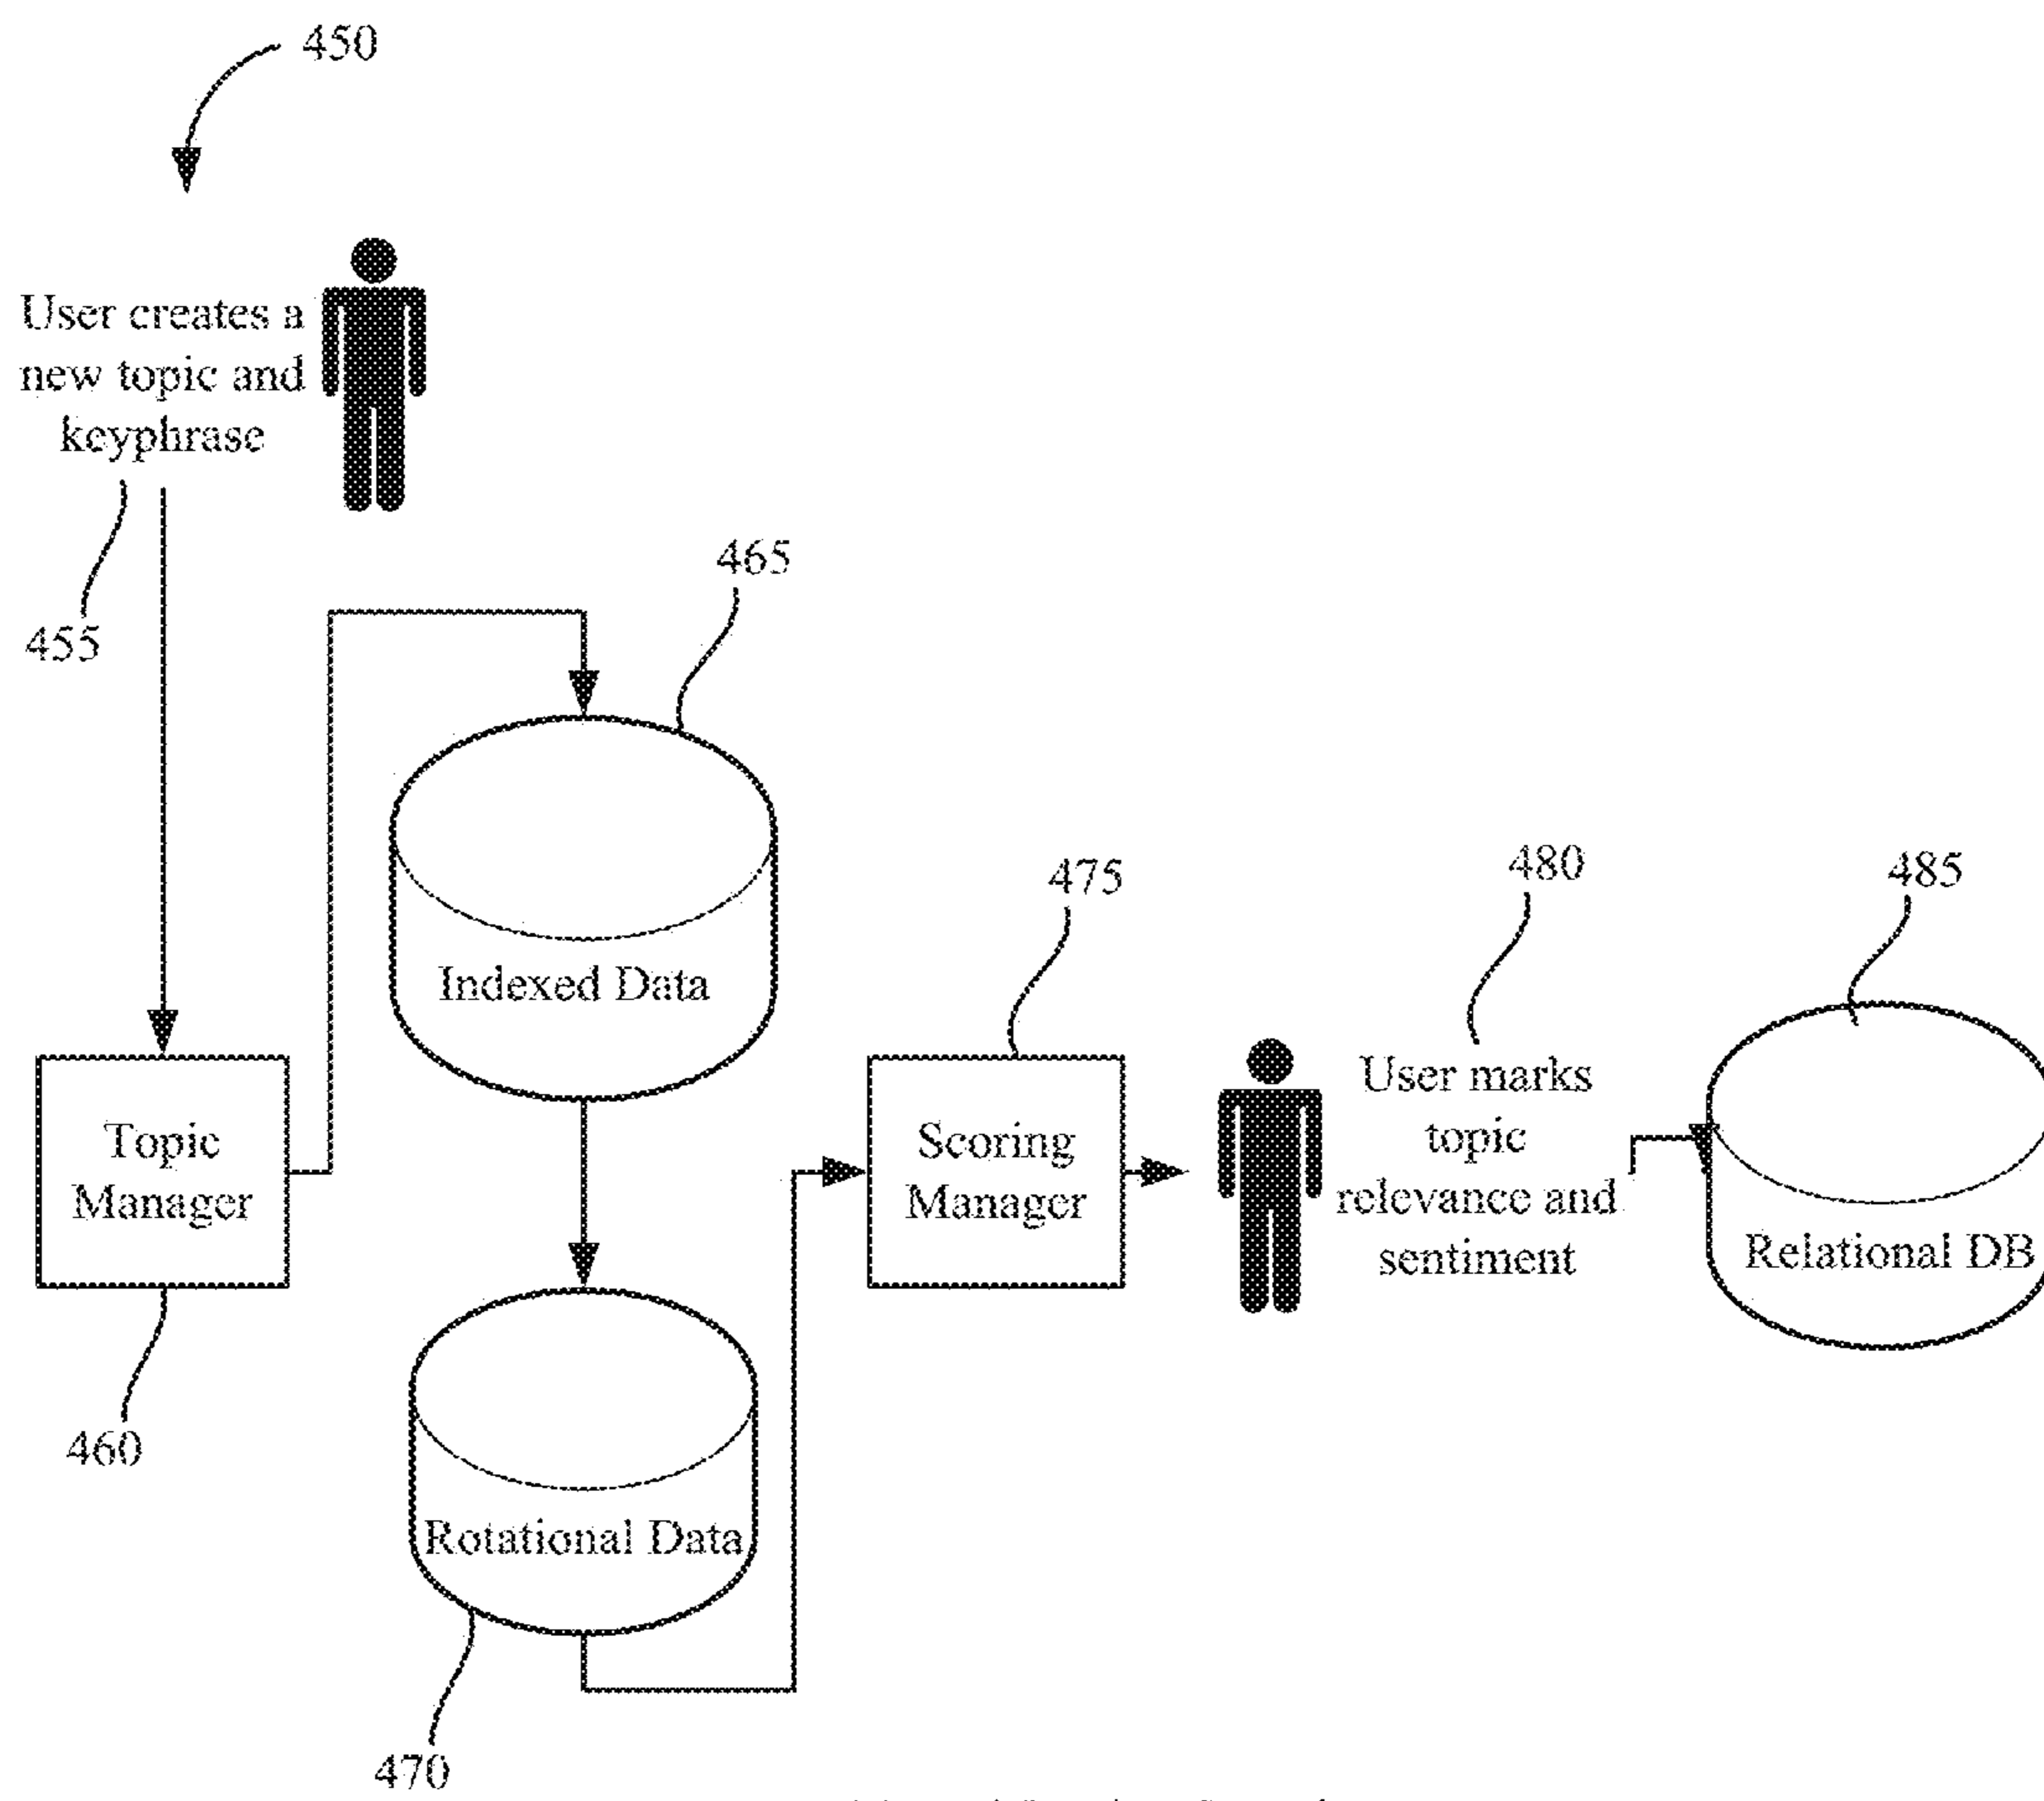 450
User creates a
new topic and
keyphrase
455
465
Indexed Data
475
480
485
Topic
Manager
Scoring
Manager
User marks
topic
relevance and
sentiment
Relational DB
460
Rotational Data
470